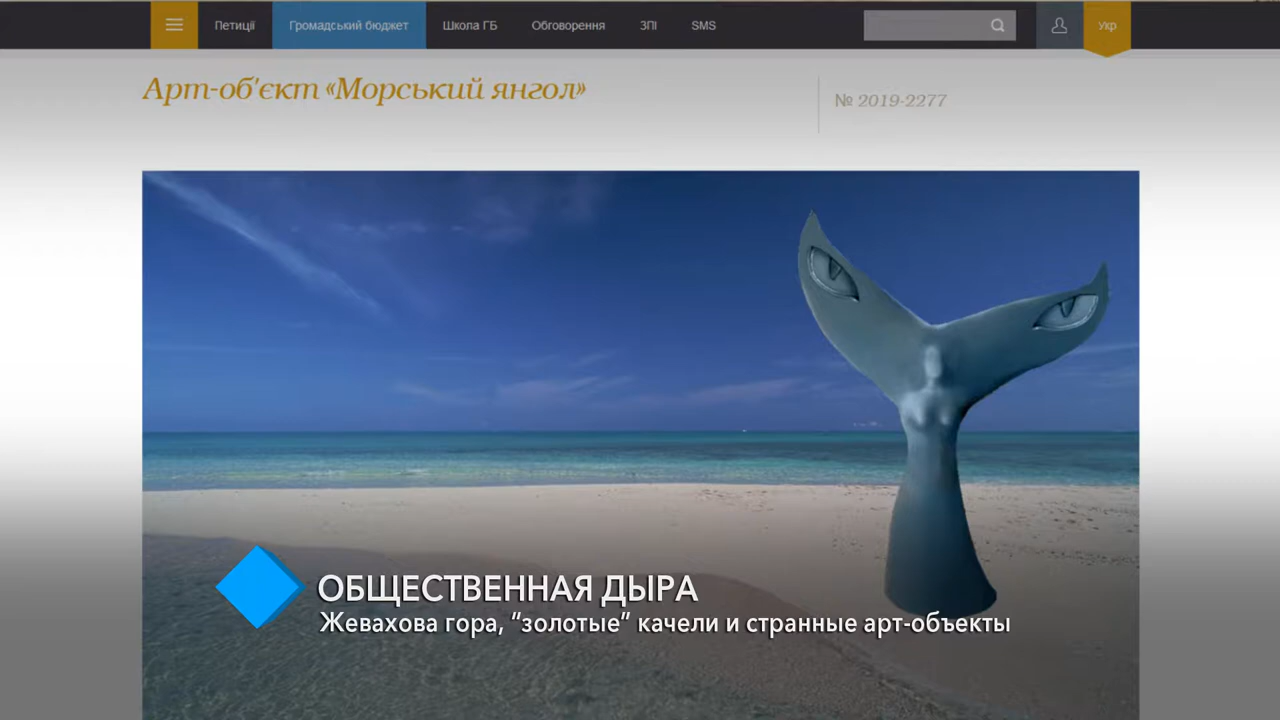 Петиції
Громадський бюджет
Школа ГБ
Обговорення
ЗПІ
SMS
Укр
Арт-об'єкт «Морський янгол»
№ 2019-2277
ОБЩЕСТВЕННАЯ ДЫРА
Жевахова гора, “золотые” качели и странные арт-объекты